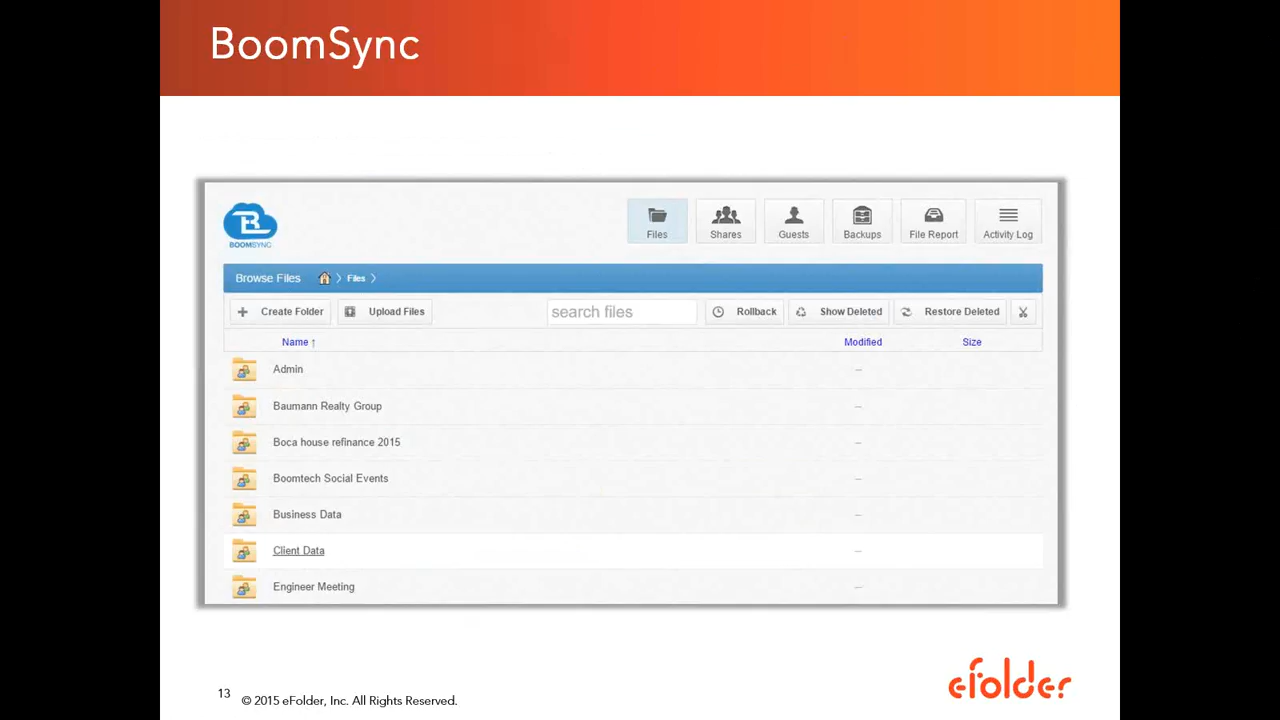 BoomSync
BOOMSYNC
Files
Shares
Guests
Backups
File Report
Activity Log
Browse Files
Files
Create Folder
Upload Files
search files
Rollback
Show Deleted
Restore Deleted
Name ↑
Modified
Size
Admin
–
Baumann Realty Group
–
Boca house refinance 2015
–
Boomtech Social Events
–
Business Data
–
Client Data
–
Engineer Meeting
–
13
© 2015 eFolder, Inc. All Rights Reserved.
eFolder